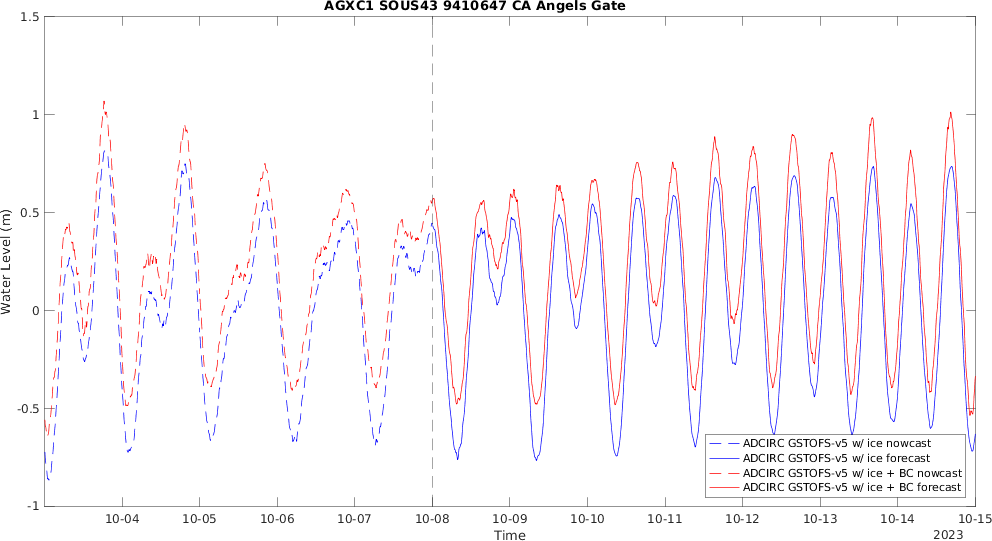 AGXC1 SOUS43 9410647 CA Angels Gate
1.5
1
0.5
0
-0.5
-1
Water Level (m)
10-04 10-05 10-06 10-07 10-08 10-09 10-10 10-11 10-12 10-13 10-14 10-15
Time
2023
ADCIRC GSTOFS-v5 w/ ice nowcast
ADCIRC GSTOFS-v5 w/ ice forecast
ADCIRC GSTOFS-v5 w/ ice + BC nowcast
ADCIRC GSTOFS-v5 w/ ice + BC forecast